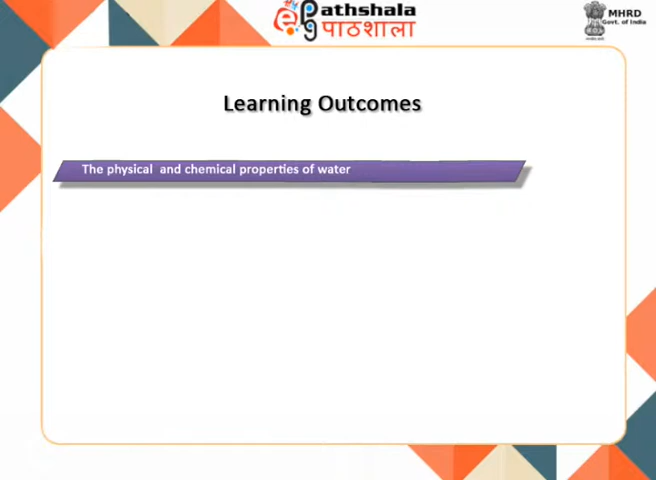 athshala
पाठशाला
MHRD
Govt. of India
Learning Outcomes
The physical and chemical properties of water